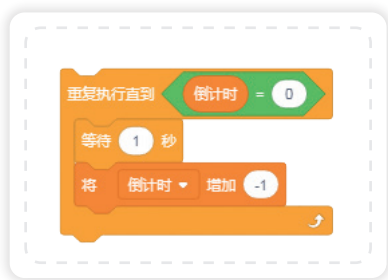 重复执行直到 倒计时 = 0
等待 1 秒
将 倒计时 增加 -1